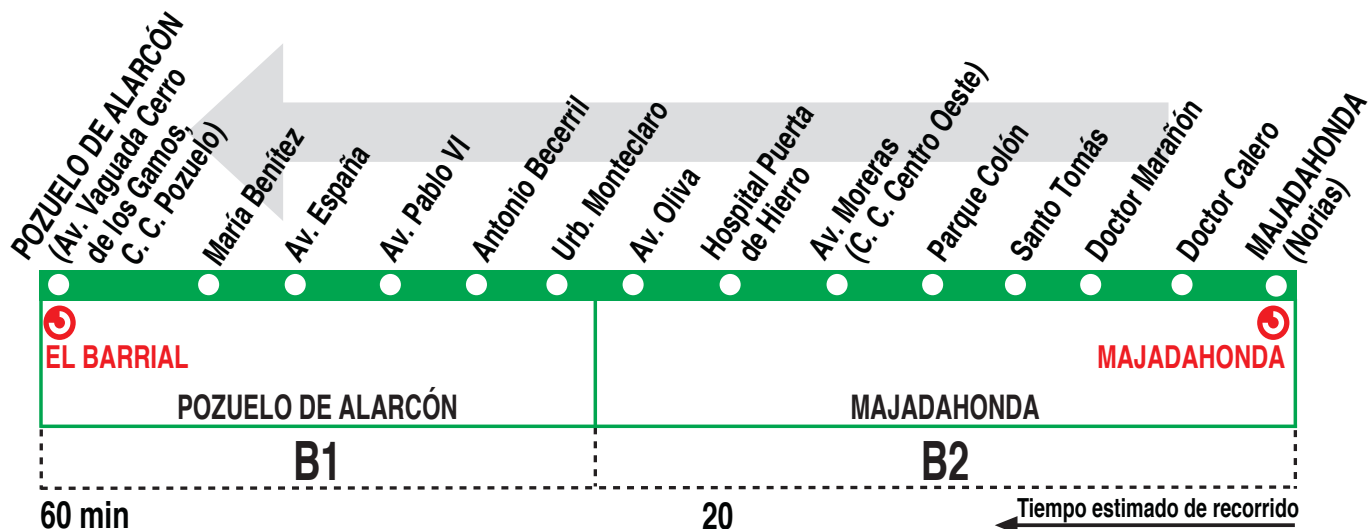 POZUELO DE ALARCÓN
(Av. Vaguada Cerro
de los Gamos,
C. C. Pozuelo)
María Benítez
Av. España
Av. Pablo VI
Antonio Becerril
Urb. Monteclaro
Av. Oliva
Hospital Puerta
de Hierro
Av. Moreras
(C. C. Centro Oeste)
Parque Colón
Santo Tomás
Doctor Marañón
Doctor Calero
MAJADAHONDA
(Norias)
EL BARRIAL
MAJADAHONDA
POZUELO DE ALARCÓN
MAJADAHONDA
B1
B2
60 min
20
Tiempo estimado de recorrido